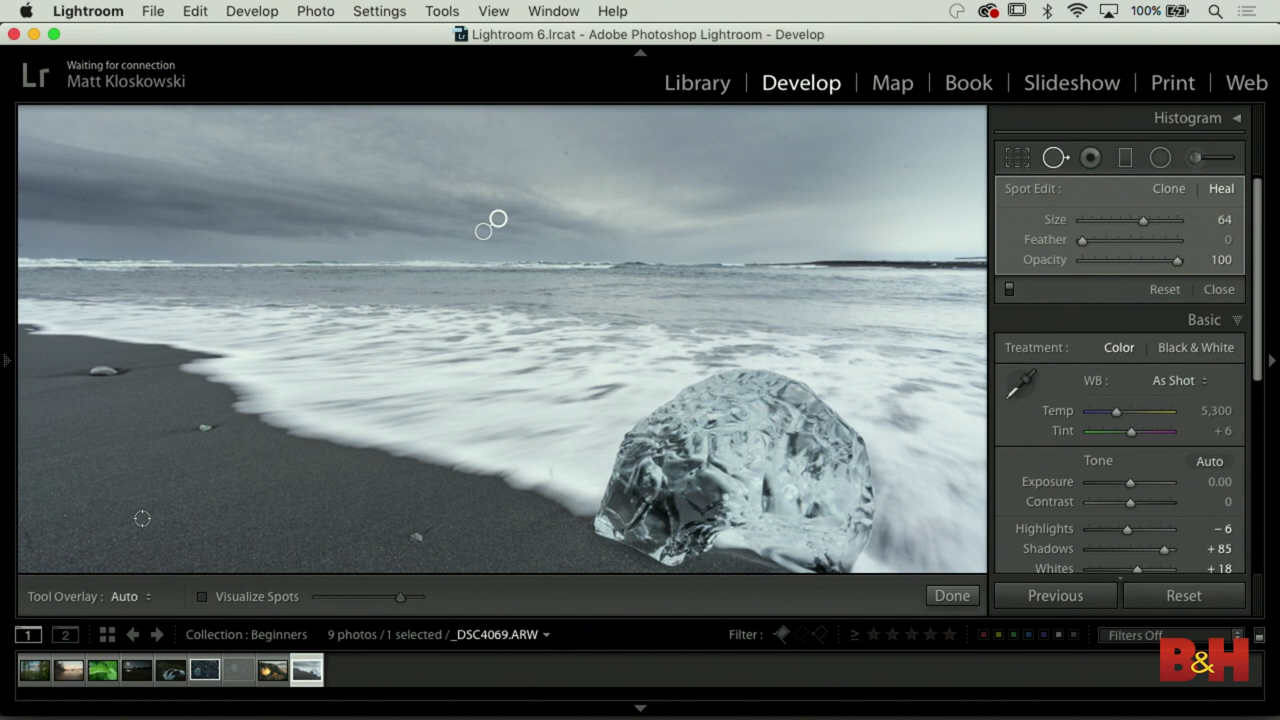 Lightroom File Edit Develop Photo Settings Tools View Window Help 100%
Lr Lightroom 6.lrcat - Adobe Photoshop Lightroom - Develop
Lr
Waiting for connection
Matt Kloskowski
Library | Develop | Map | Book | Slideshow | Print | Web
Histogram
Spot Edit : Clone | Heal
Size 64
Feather 0
Opacity 100
Reset | Close
Basic
Treatment : Color | Black & White
WB : As Shot
Temp 5,300
Tint + 6
Tone Auto
Exposure 0.00
Contrast 0
Highlights – 6
Shadows + 85
Whites + 18
Tool Overlay : Auto Visualize Spots Done
Previous Reset
1 2 Collection : Beginners 9 photos / 1 selected / _DSC4069.ARW Filter : ≥ Filters Off
B&H